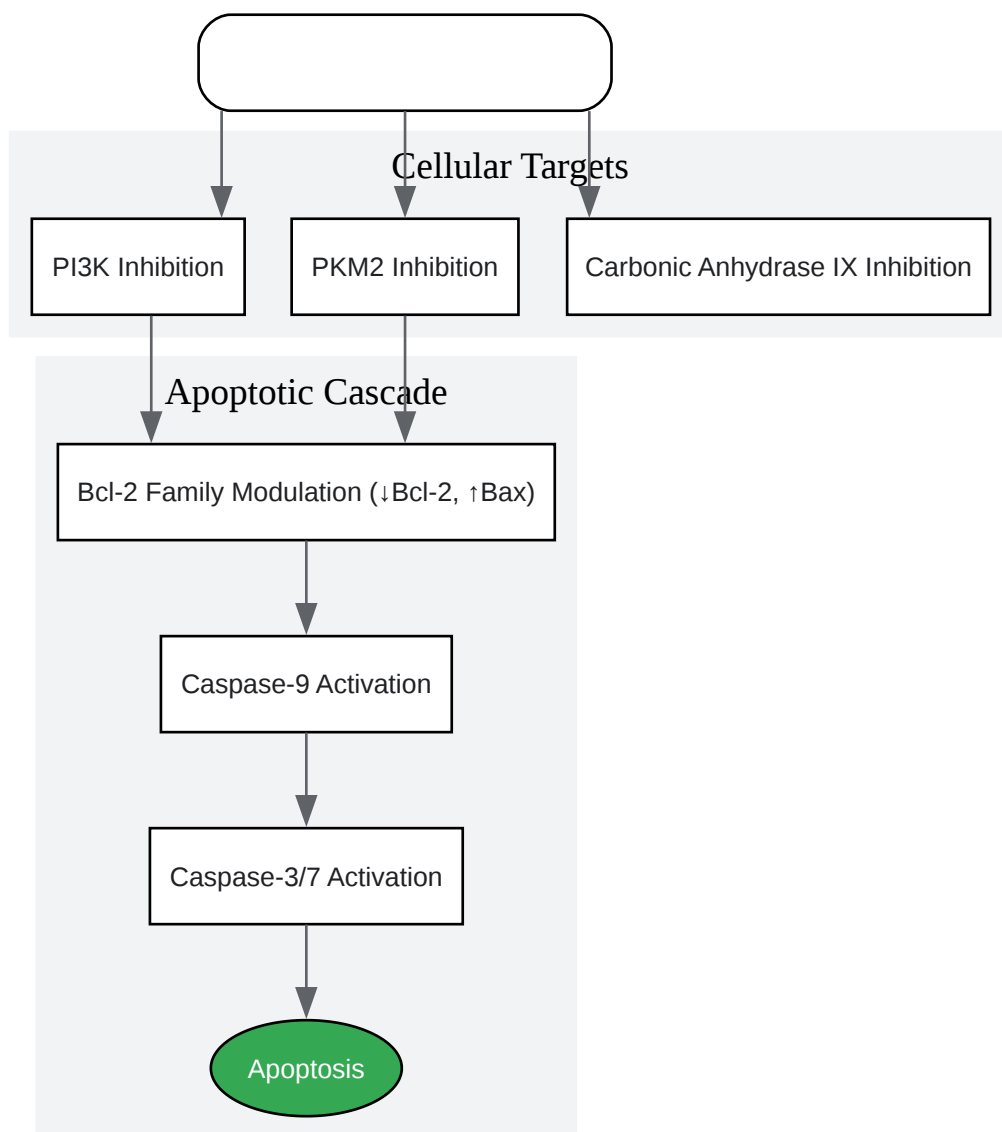 Cellular Targets
PI3K Inhibition
PKM2 Inhibition
Carbonic Anhydrase IX Inhibition
Apoptotic Cascade
Bcl-2 Family Modulation (↓Bcl-2, ↑Bax)
Caspase-9 Activation
Caspase-3/7 Activation
Apoptosis